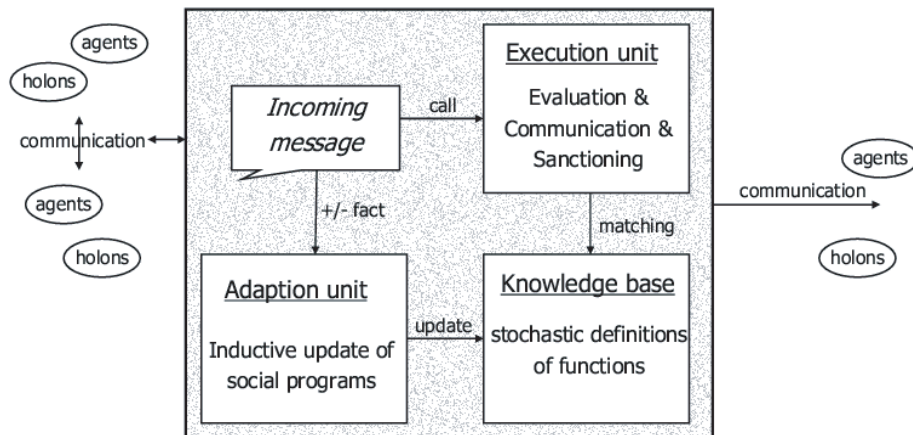 agents
holons
communication
agents
holons
Incoming
message
call
+/- fact
Execution unit
Evaluation &
Communication &
Sanctioning
matching
Adaption unit
Inductive update of
social programs
update
Knowledge base
stochastic definitions
of functions
communication
agents
holons